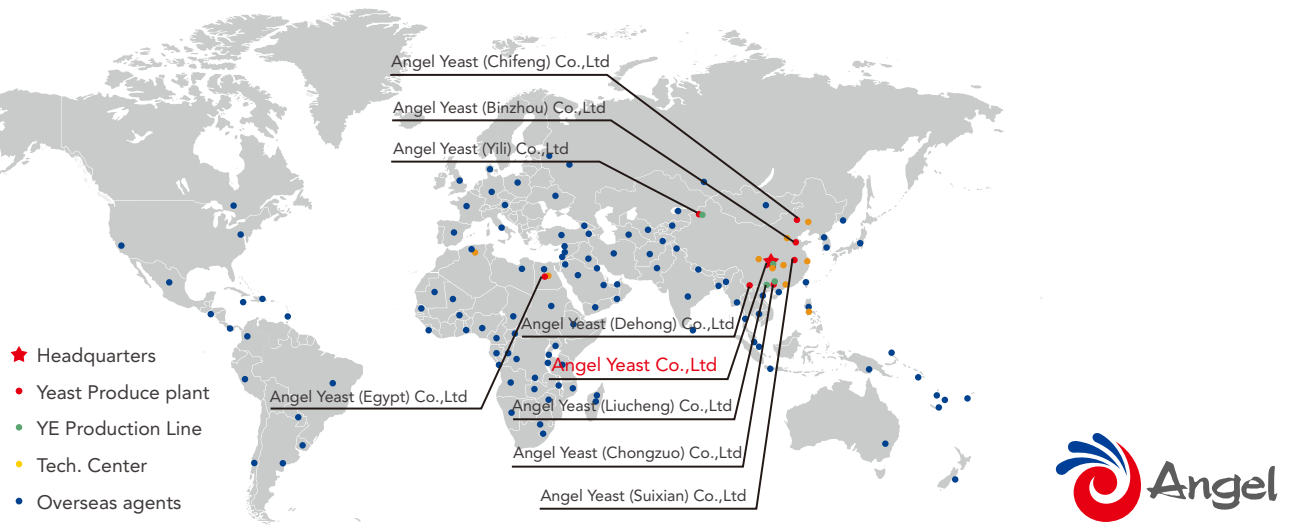 Angel Yeast (Chifeng) Co.,Ltd
Angel Yeast (Binzhou) Co.,Ltd
Angel Yeast (Yili) Co.,Ltd
Angel Yeast (Dehong) Co.,Ltd
Angel Yeast Co.,Ltd
Angel Yeast (Egypt) Co.,Ltd
Angel Yeast (Liucheng) Co.,Ltd
Angel Yeast (Chongzuo) Co.,Ltd
Angel Yeast (Suixian) Co.,Ltd
Headquarters
Yeast Produce plant
YE Production Line
Tech. Center
Overseas agents
Angel